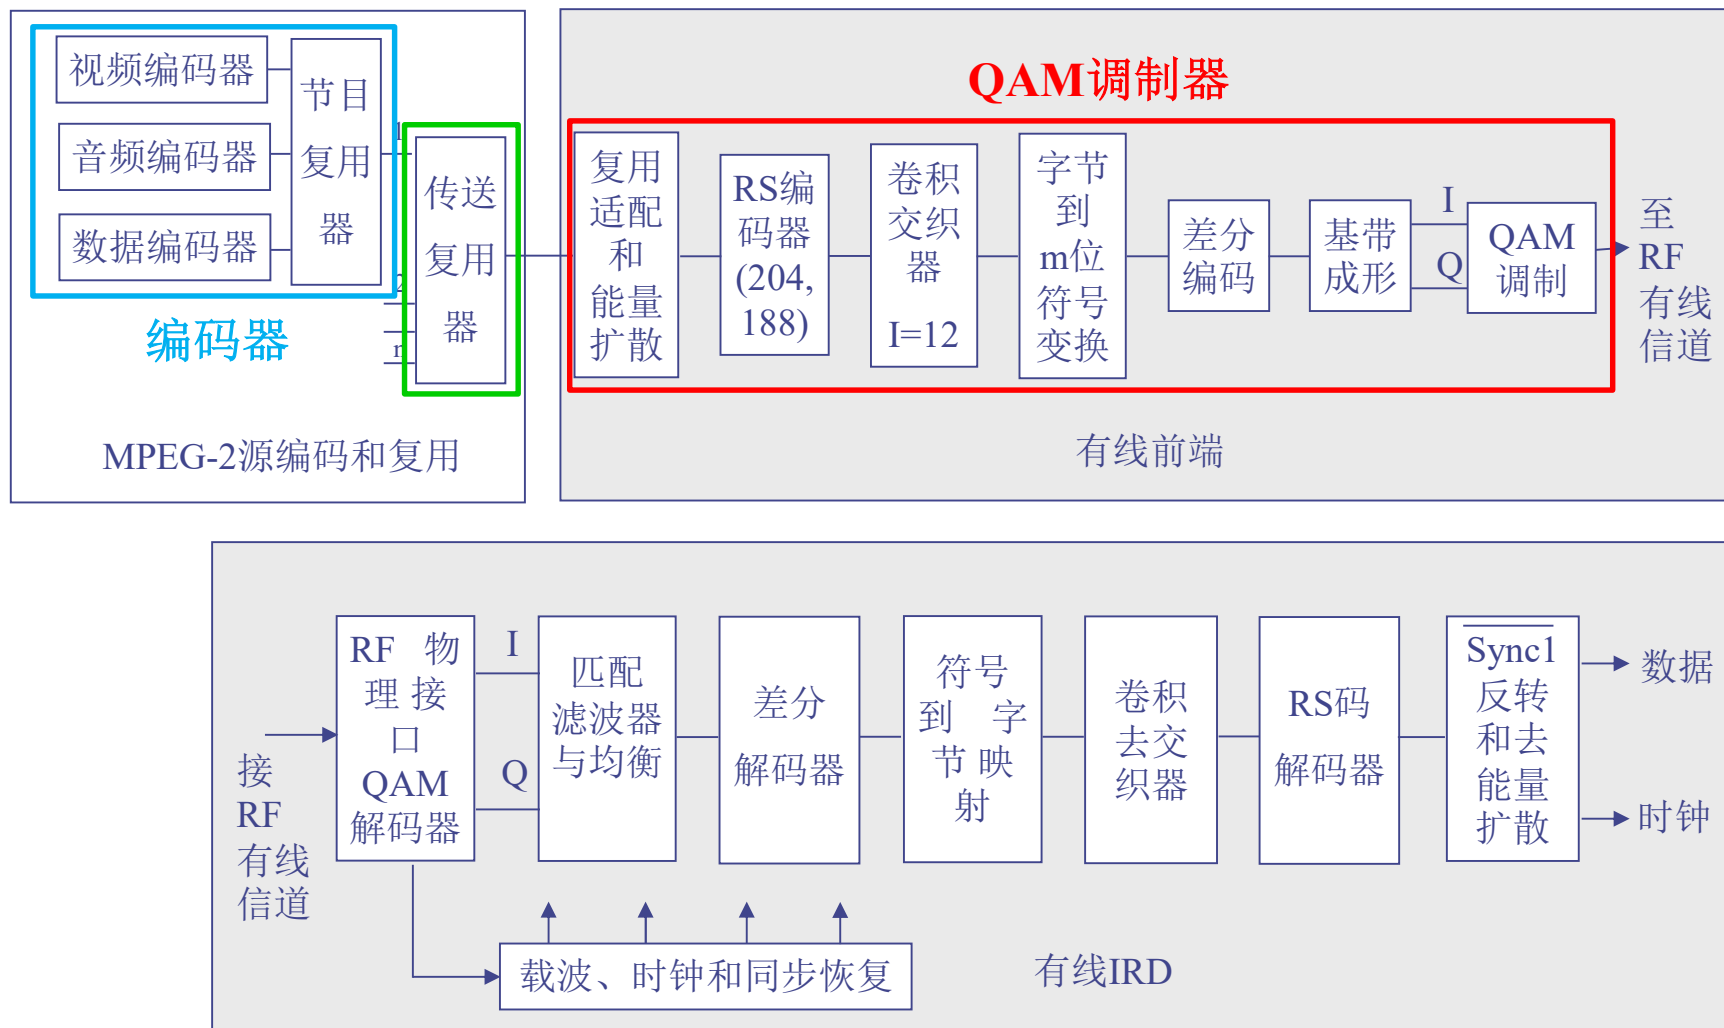 视频编码器
音频编码器
数据编码器
节目
复用
器
1
2
n
传送
复用
器
编码器
MPEG-2源编码和复用
QAM调制器
复用
适配
和
能量
扩散
RS编
码器
(204,
188)
卷积
交织
器
I=12
字节
到
m位
符号
变换
差分
编码
基带
成形
I
Q
QAM
调制
至
RF
有线
信道
有线前端
接
RF
有线
信道
RF 物
理 接
口
QAM
解码器
I
Q
匹配
滤波器
与均衡
差分
解码器
符号
到 字
节 映
射
卷积
去交
织器
RS码
解码器
Sync1
反转
和去
能量
扩散
数据
时钟
载波、时钟和同步恢复
有线IRD